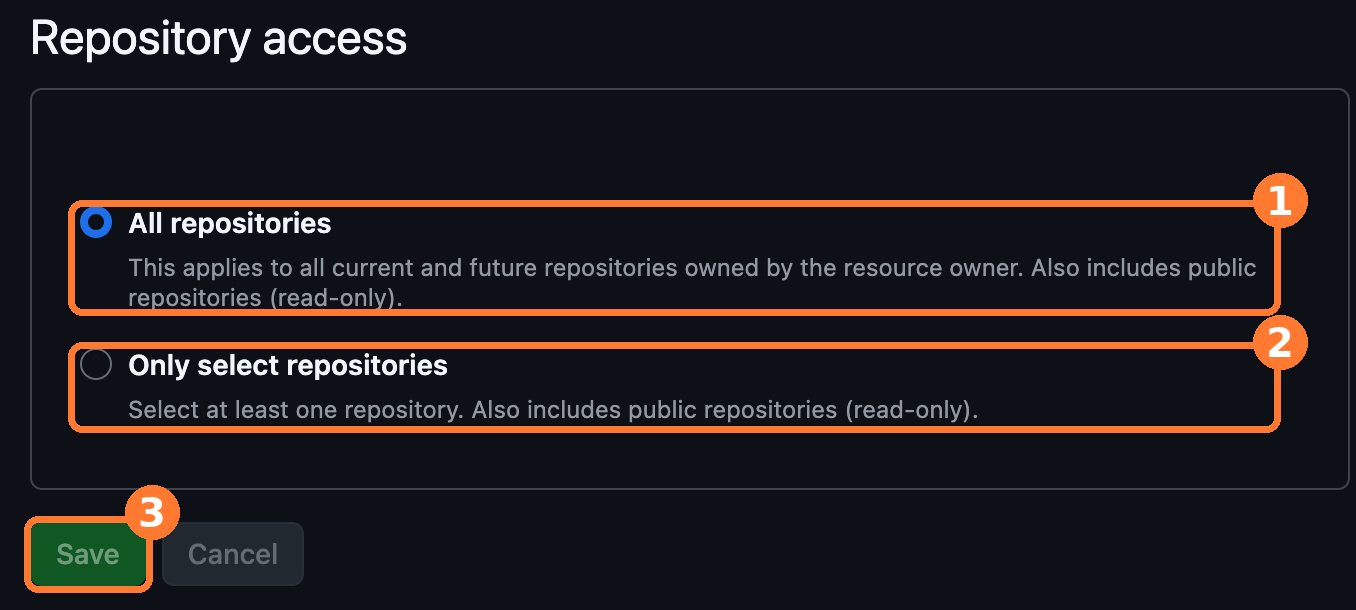 Repository access
1
All repositories
This applies to all current and future repositories owned by the resource owner. Also includes public
repositories (read-only).
2
Only select repositories
Select at least one repository. Also includes public repositories (read-only).
3
Save Cancel